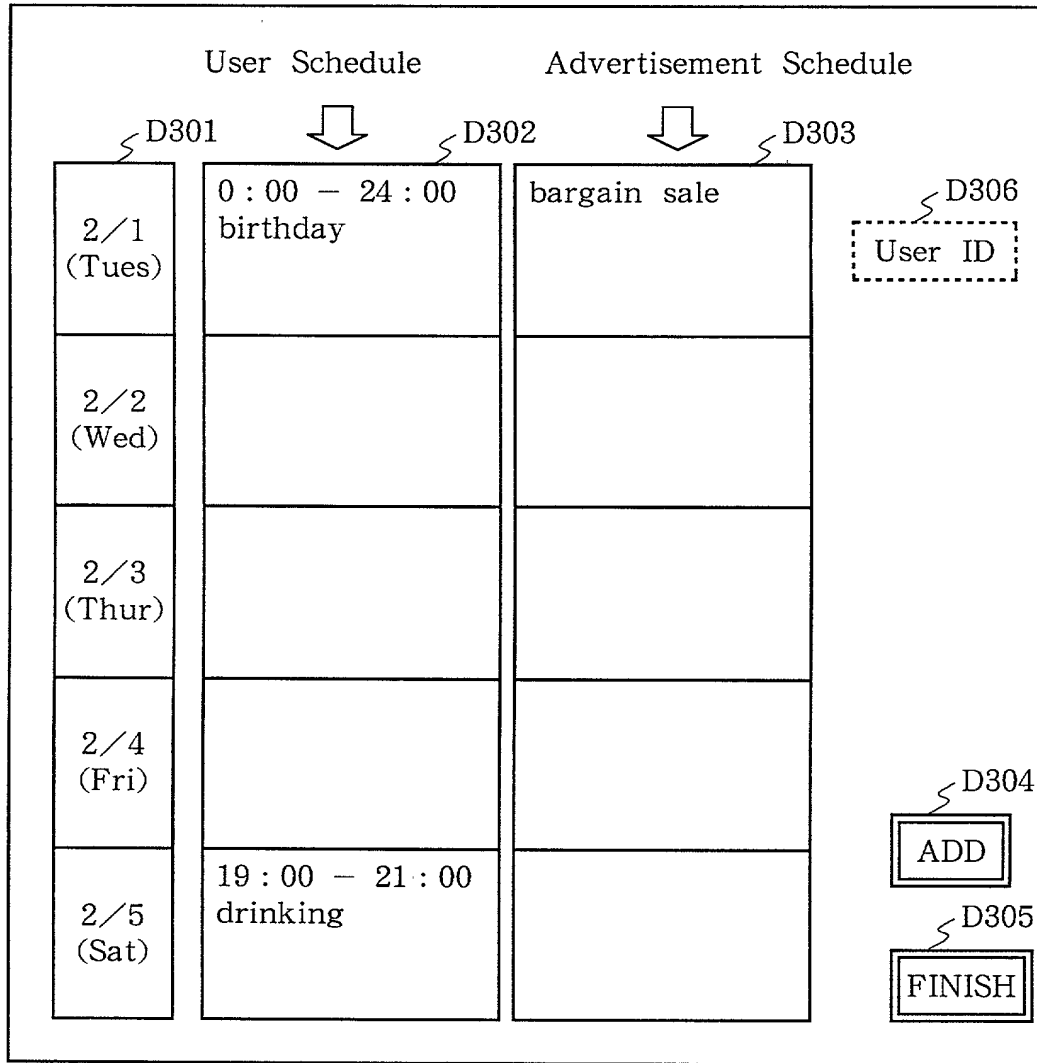 User Schedule
Advertisement Schedule
D301
D302
D303
2/1
(Tues)
0:00 - 24:00
birthday
bargain sale
D306
User ID
2/2
(Wed)
2/3
(Thur)
2/4
(Fri)
D304
ADD
2/5
(Sat)
19:00 - 21:00
drinking
D305
FINISH